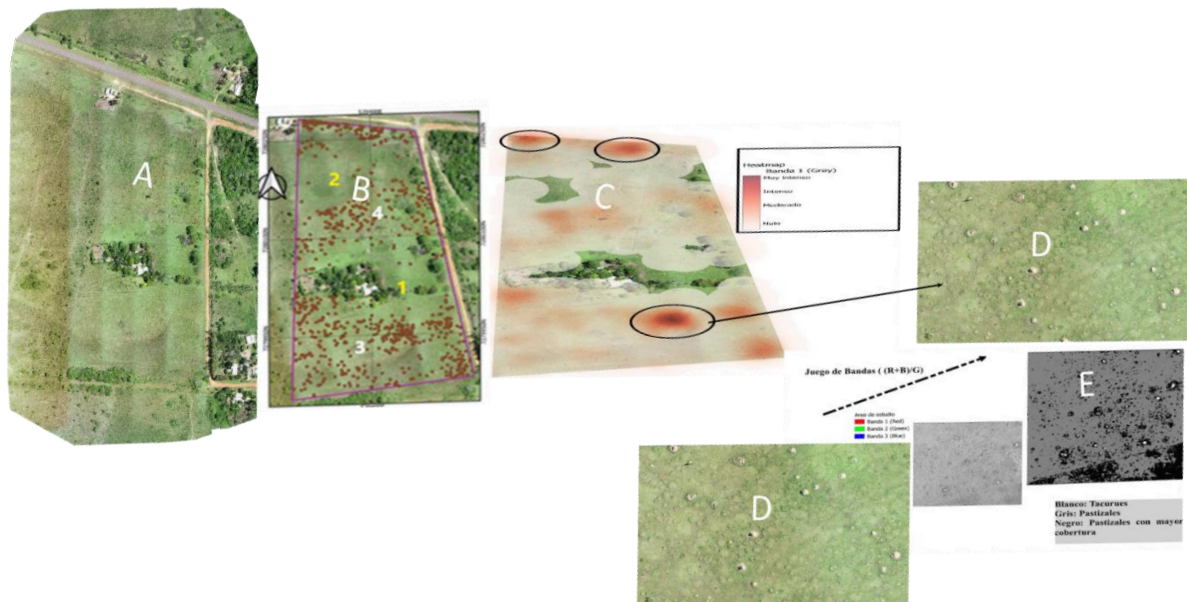 A
B
2
4
1
3
C
Heatmap
Banda 1 (Gray)
Muy intenso
Intenso
Moderado
Nulo
D
Juego de Bandas ( (R+B)/G)
Area de estudio
Banda 1 (Red)
Banda 2 (Green)
Banda 3 (Blue)
E
D
Blanco: Tacurues
Gris: Pastizales
Negro: Pastizales con mayor
cobertura